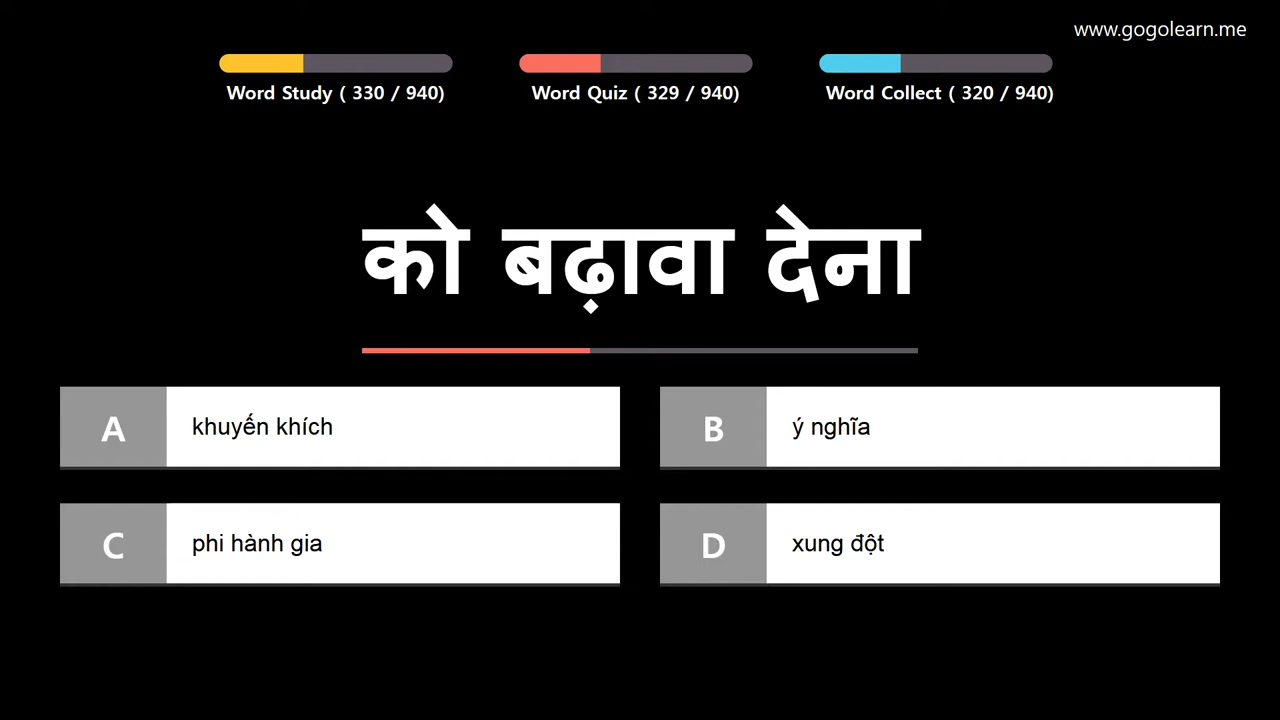 www.gogolearn.me
Word Study ( 330 / 940)
Word Quiz ( 329 / 940)
Word Collect ( 320 / 940)
को बढ़ावा देना
A khuyến khích
B ý nghĩa
C phi hành gia
D xung đột